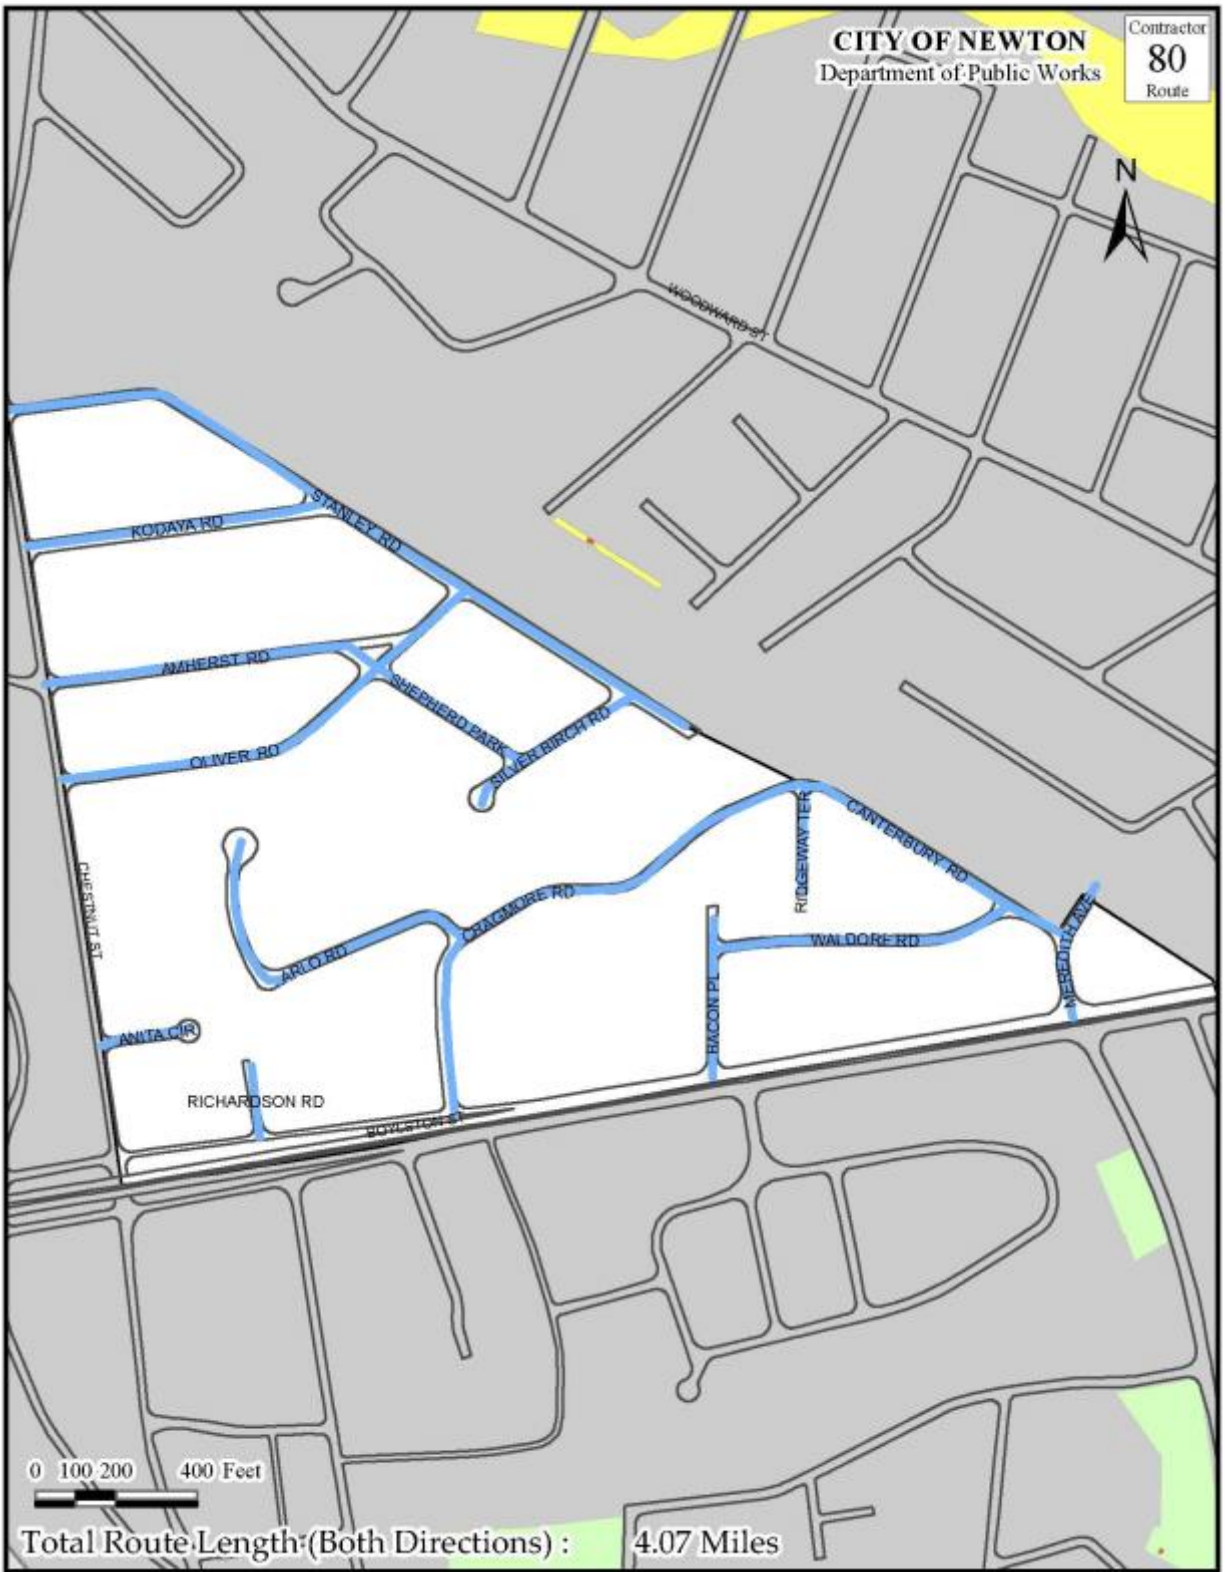 CITY OF NEWTON
Department of Public Works
Contractor
80
Route
N
WOODWARD ST
STANLEY RD
KODAYA RD
AMHERST RD
SHEPHERD PARK
SILVER BIRCH RD
OLIVER RD
CANTERBURY RD
RIDGEWAY TER
CRAGMORE RD
CHESTNUT ST
WALDORF RD
MEREDITH AVE
ARLO RD
BACON PL
ANITA CIR
RICHARDSON RD
BOYLSTON ST
0 100 200 400 Feet
Total Route Length (Both Directions) : 4.07 Miles